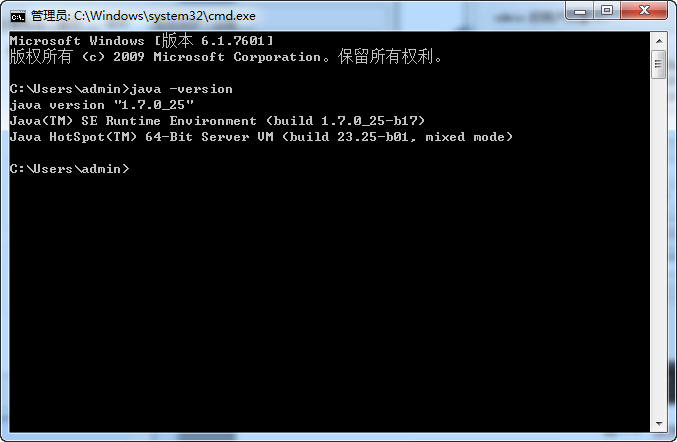 管理员: C:\Windows\system32\cmd.exe
Microsoft Windows [版本 6.1.7601]
版权所有 (c) 2009 Microsoft Corporation。保留所有权利。
C:\Users\admin>java -version
java version "1.7.0_25"
Java(TM) SE Runtime Environment (build 1.7.0_25-b17)
Java HotSpot(TM) 64-Bit Server VM (build 23.25-b01, mixed mode)
C:\Users\admin>